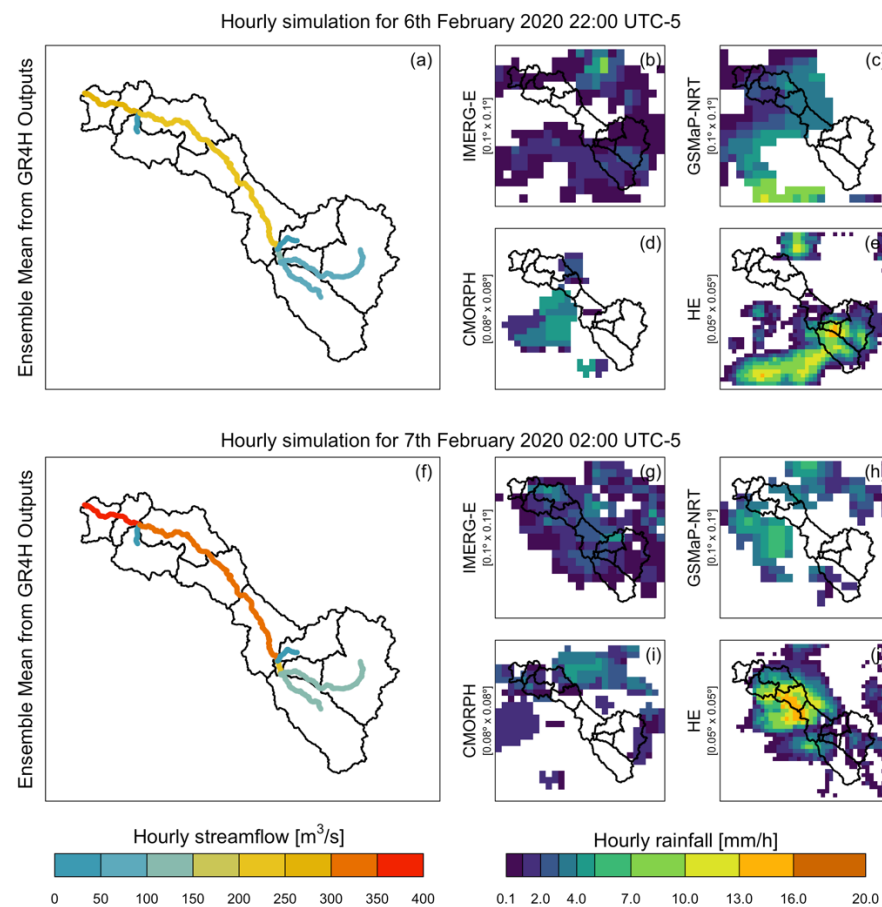 Hourly simulation for 6th February 2020 22:00 UTC-5
Ensemble Mean from GR4H Outputs
(a)
IMERG-E
[0.1° x 0.1°]
(b)
GSMaP-NRT
[0.1° x 0.1°]
(c)
CMORPH
[0.08° x 0.08°]
(d)
HE
[0.05° x 0.05°]
(e)
Hourly simulation for 7th February 2020 02:00 UTC-5
Ensemble Mean from GR4H Outputs
(f)
IMERG-E
[0.1° x 0.1°]
(g)
GSMaP-NRT
[0.1° x 0.1°]
(h)
CMORPH
[0.08° x 0.08°]
(i)
HE
[0.05° x 0.05°]
(j)
Hourly streamflow [m³/s]
0 50 100 150 200 250 300 350 400
Hourly rainfall [mm/h]
0.1 2.0 4.0 7.0 10.0 13.0 16.0 20.0